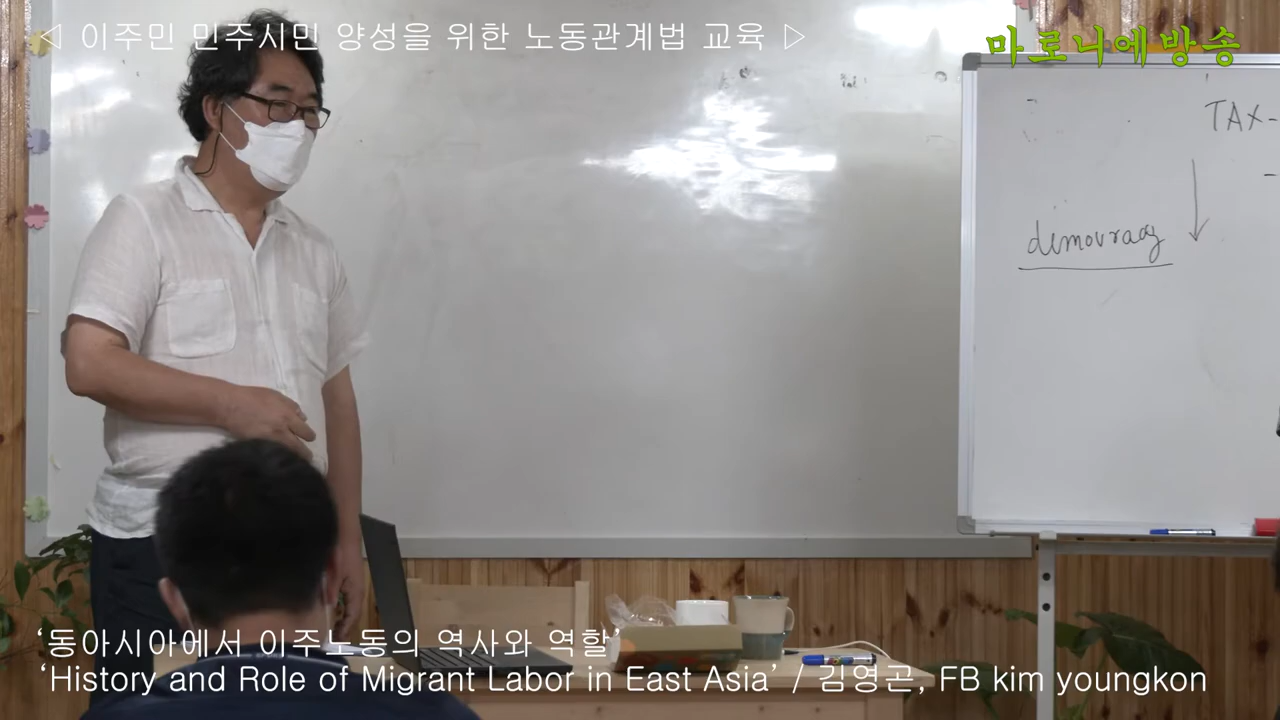 ◁ 이주민 민주시민 양성을 위한 노동관계법 교육 ▷
마로니에방송
TAX-
democracy
‘동아시아에서 이주노동의 역사와 역할’
‘History and Role of Migrant Labor in East Asia’ / 김영곤, FB kim youngkon